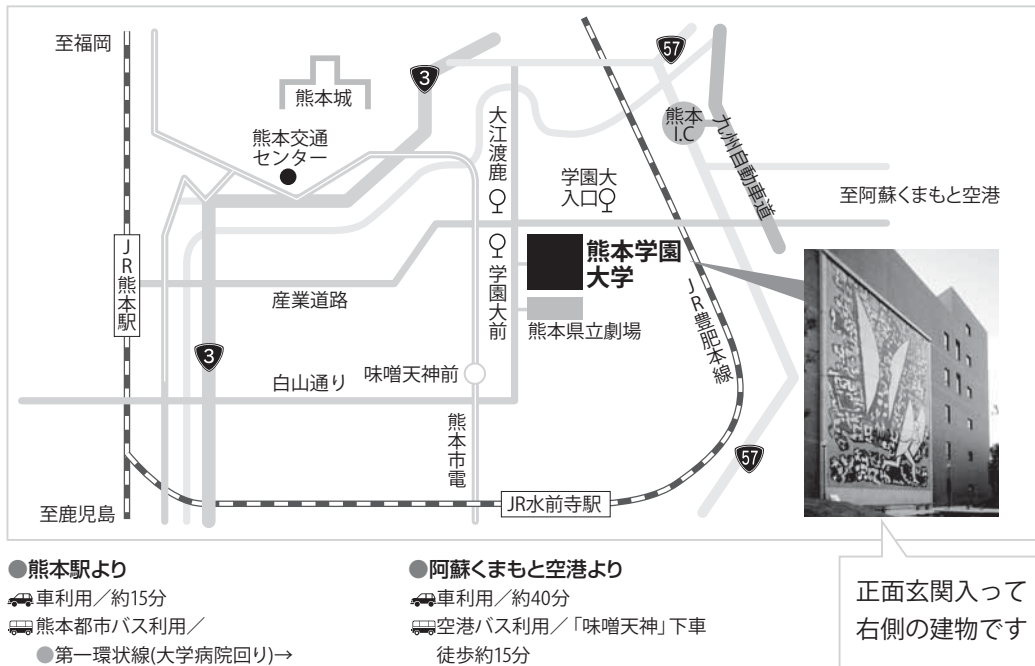 至福岡
3
57
熊本城
熊本交通
センター
大江渡鹿
学園大
入口
熊本
I.C
九州自動車道
至阿蘇くまもと空港
JR熊本駅
産業道路
学園大前
熊本学園
大学
熊本県立劇場
JR豊肥本線
3
白山通り
味噌天神前
熊本市電
57
至鹿児島
JR水前寺駅
●熊本駅より
車利用／約15分
熊本都市バス利用／
●第一環状線(大学病院回り)→
●阿蘇くまもと空港より
車利用／約40分
空港バス利用／「味噌天神」下車
徒歩約15分
正面玄関入って
右側の建物です